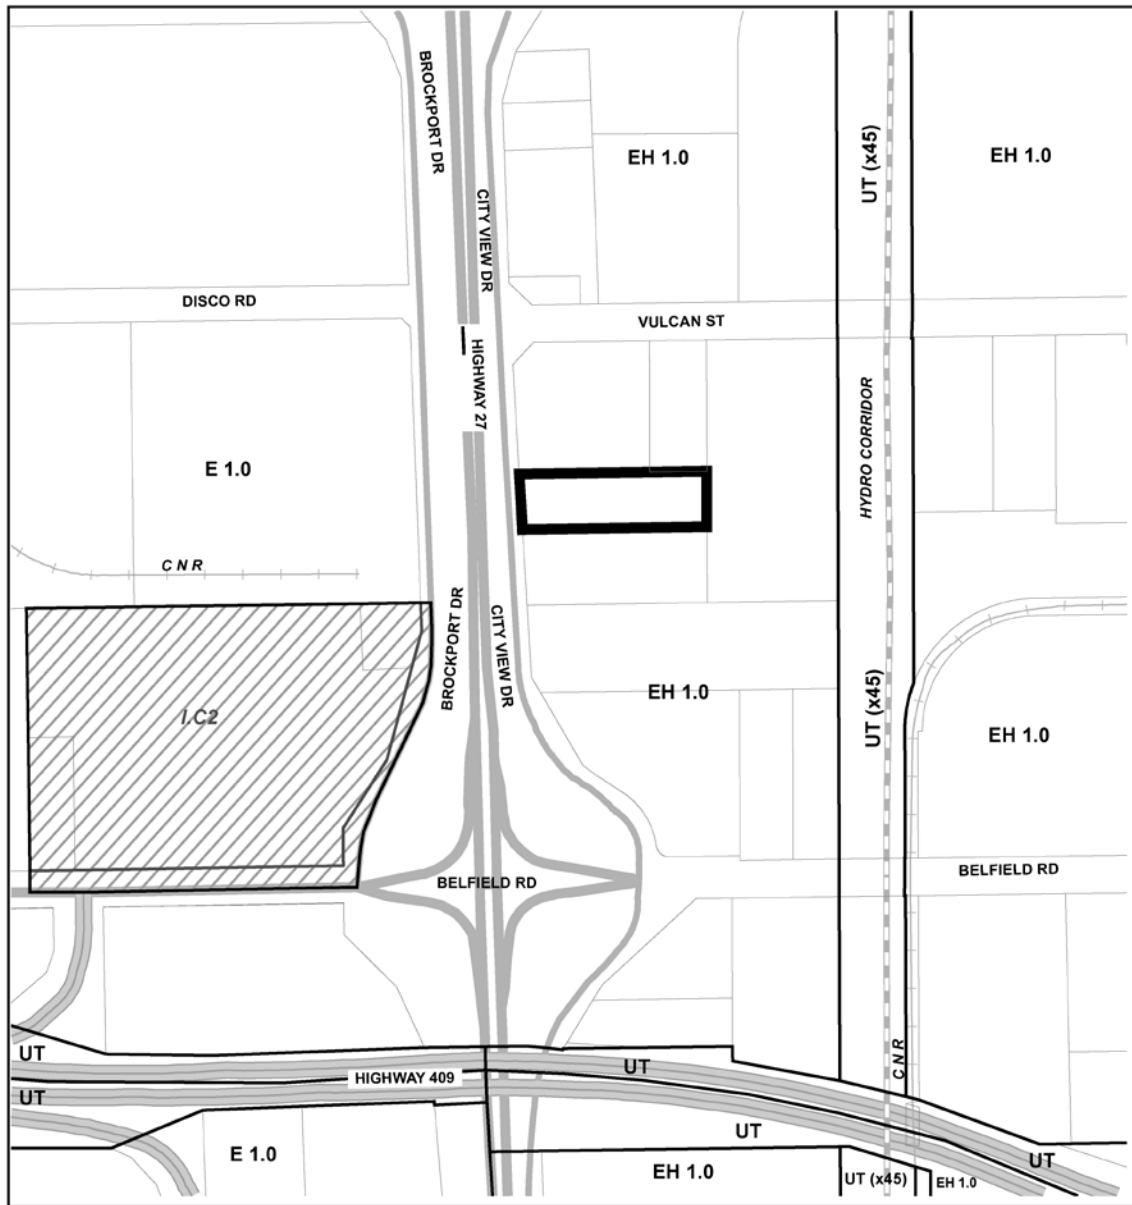 BROCKPORT DR
CITY VIEW DR
EH 1.0
UT (x45)
EH 1.0
DISCO RD
VULCAN ST
HIGHWAY 27
HYDRO CORRIDOR
E 1.0
C N R
BROCKPORT DR
CITY VIEW DR
EH 1.0
UT (x45)
I.C2
EH 1.0
BELFIELD RD
BELFIELD RD
C N R
UT
UT
HIGHWAY 409
UT
UT
E 1.0
EH 1.0
UT (x45)
EH 1.0
UT